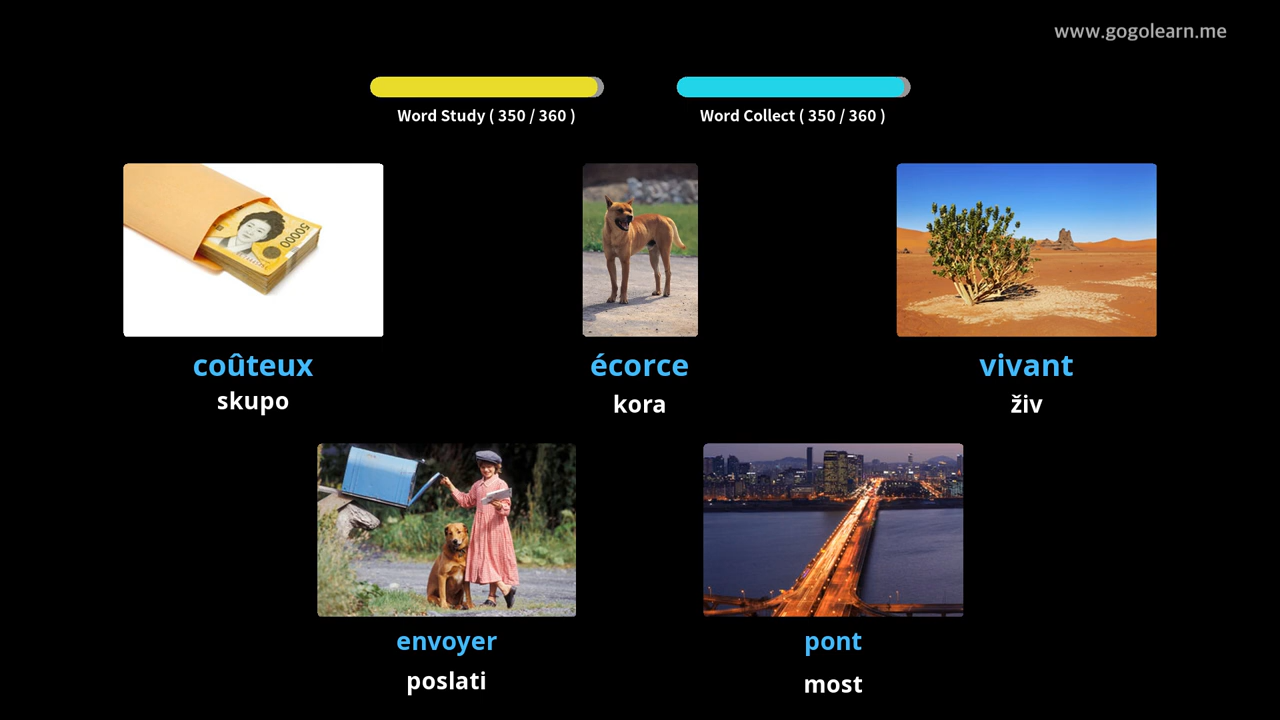 www.gogolearn.me
Word Study ( 350 / 360 )
Word Collect ( 350 / 360 )
50000
coûteux
skupo
écorce
kora
vivant
živ
envoyer
poslati
pont
most